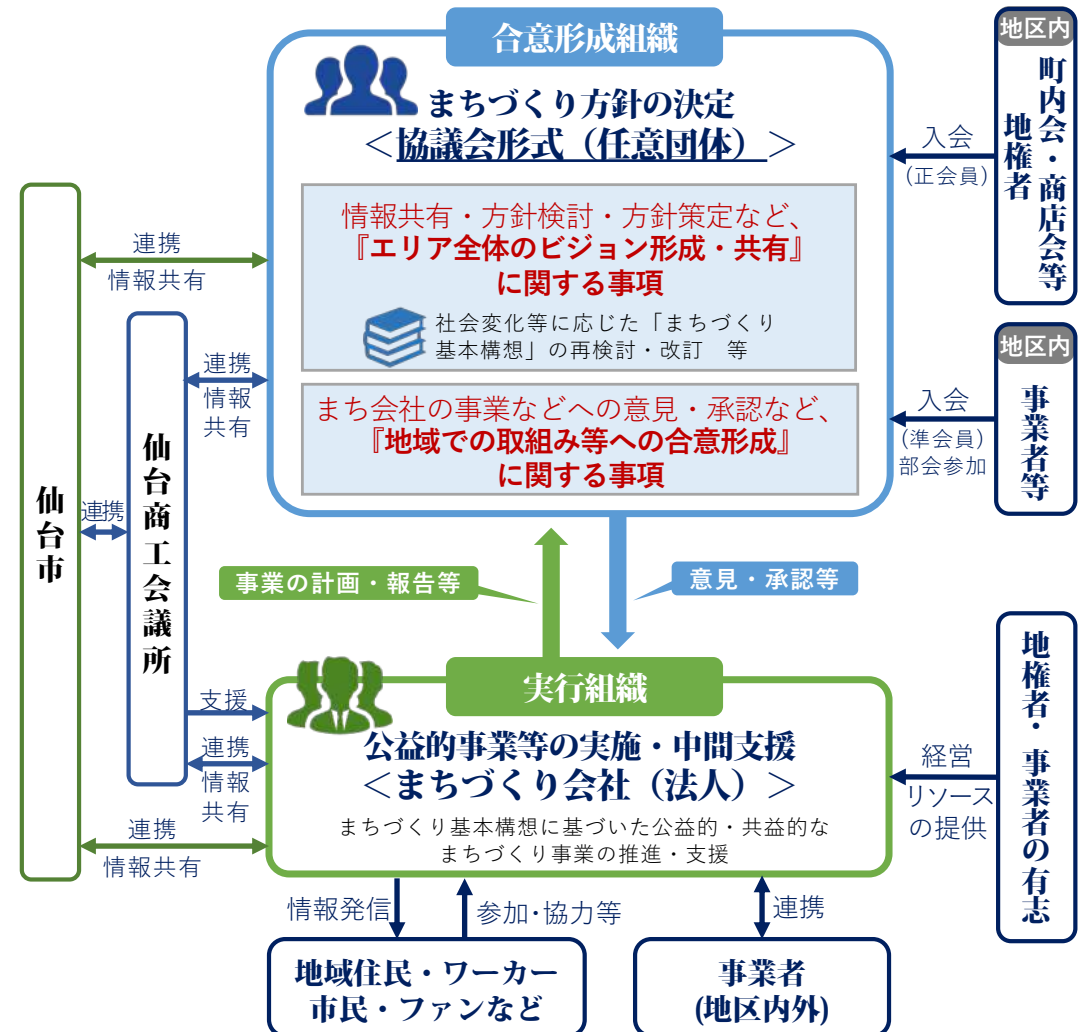 合意形成組織
まちづくり方針の決定
＜協議会形式（任意団体）＞
情報共有・方針検討・方針策定など、
『エリア全体のビジョン形成・共有』
に関する事項
社会変化等に応じた「まちづくり
基本構想」の再検討・改訂　等
まち会社の事業などへの意見・承認など、
『地域での取組み等への合意形成』
に関する事項
地区内
町内会・商店会等
地権者
入会
(正会員)
地区内
事業者等
入会
(準会員)
部会参加
仙台市
連携
情報共有
仙台商工会議所
連携
情報
共有
連携
事業の計画・報告等
意見・承認等
支援
連携
情報
共有
連携
情報共有
実行組織
公益的事業等の実施・中間支援
＜まちづくり会社（法人）＞
まちづくり基本構想に基づいた公益的・共益的な
まちづくり事業の推進・支援
地権者・事業者の有志
経営
リソース
の提供
情報発信
参加・協力等
連携
地域住民・ワーカー
市民・ファンなど
事業者
(地区内外)